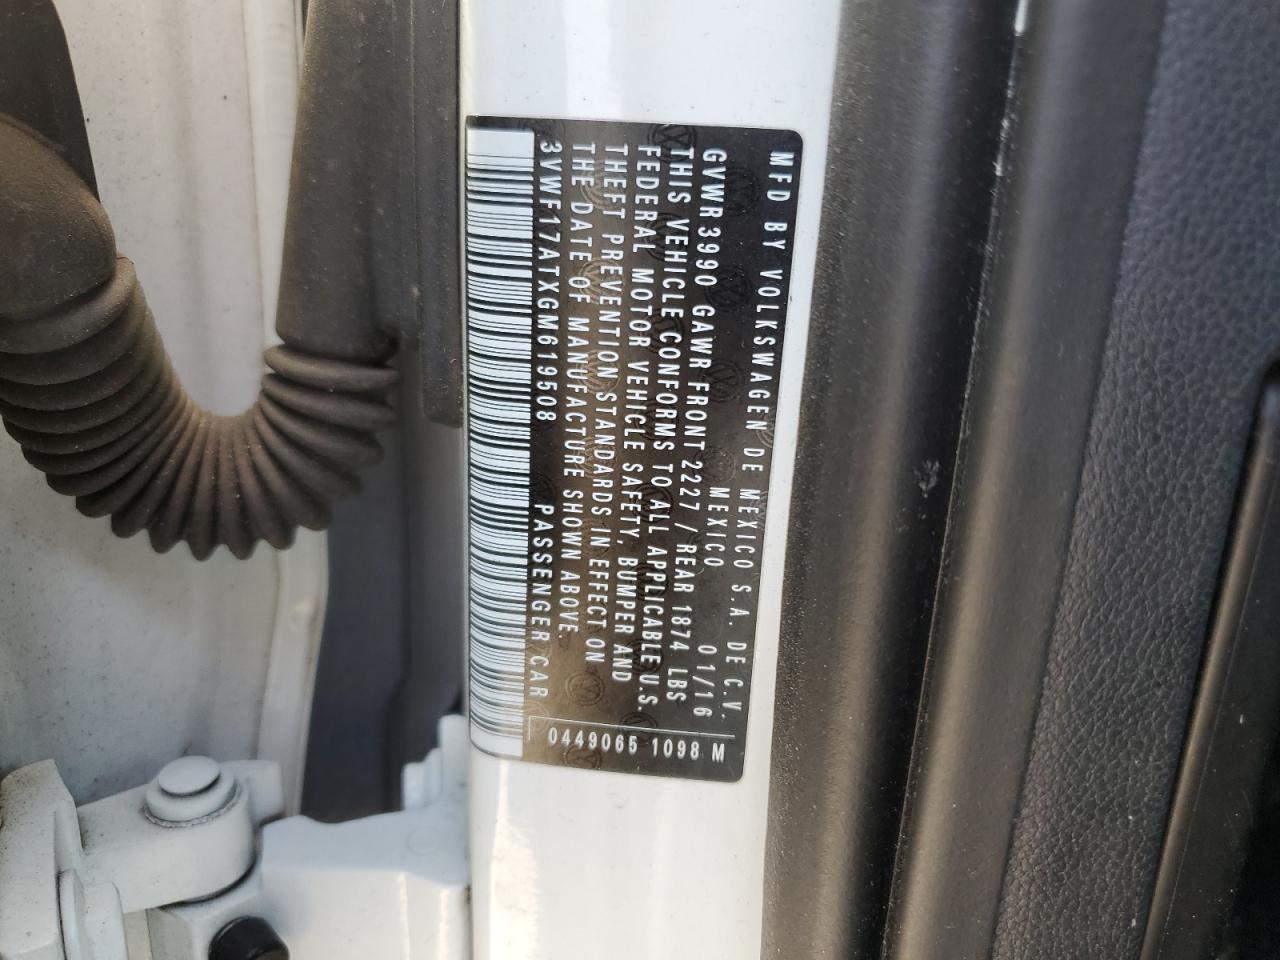 MFD BY VOLKSWAGEN DE MEXICO S.A. DE C.V.
MEXICO 01/16
GVWR 3990 GAWR FRONT 2227 / REAR 1874 LBS
THIS VEHICLE CONFORMS TO ALL APPLICABLE U.S.
FEDERAL MOTOR VEHICLE SAFETY, BUMPER AND
THEFT PREVENTION STANDARDS IN EFFECT ON
THE DATE OF MANUFACTURE SHOWN ABOVE.
3VWF17ATXGM619508 PASSENGER CAR
0449065 1098 M